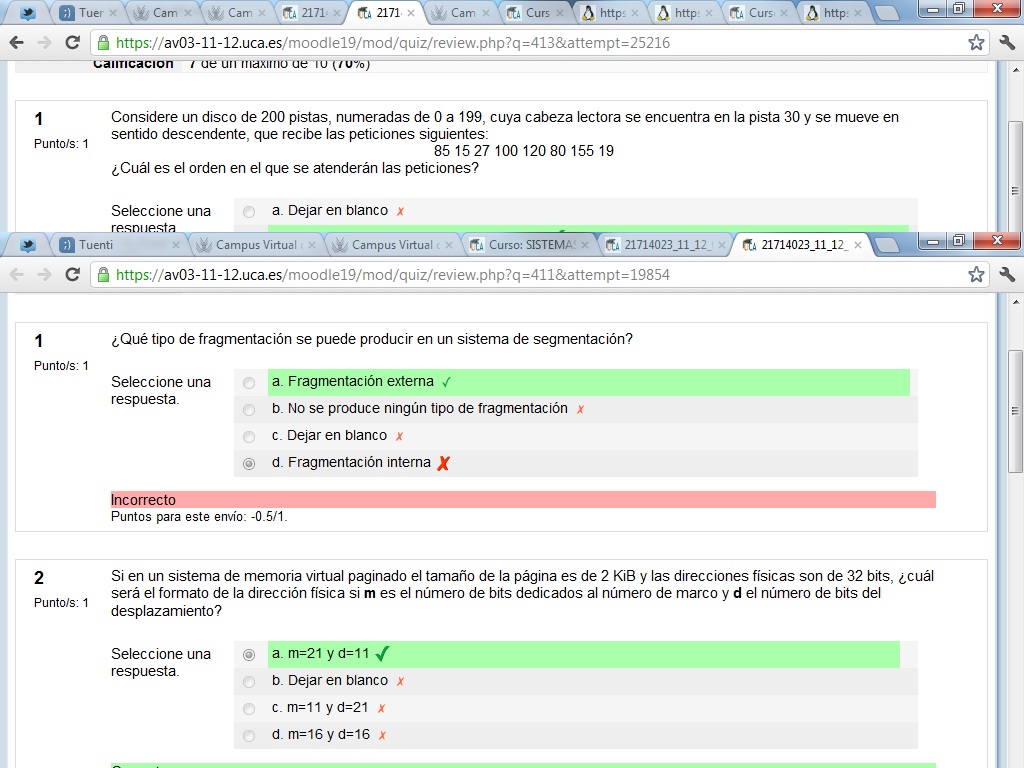 Tuer
Cam
Cam
2171
2171
Cam
Curs
https
https
Curs
https
https://av03-11-12.uca.es/moodle19/mod/quiz/review.php?q=413&attempt=25216
Calificación 7 de un máximo de 10 (70%)
1
Punto/s: 1
Considere un disco de 200 pistas, numeradas de 0 a 199, cuya cabeza lectora se encuentra en la pista 30 y se mueve en
sentido descendente, que recibe las peticiones siguientes:
85 15 27 100 120 80 155 19
¿Cuál es el orden en el que se atenderán las peticiones?
Seleccione una
respuesta.
a. Dejar en blanco ✗
Tuenti
Campus Virtual
Campus Virtual
Curso: SISTEMAS
21714023_11_12_
21714023_11_12_
https://av03-11-12.uca.es/moodle19/mod/quiz/review.php?q=411&attempt=19854
1
Punto/s: 1
¿Qué tipo de fragmentación se puede producir en un sistema de segmentación?
Seleccione una
respuesta.
a. Fragmentación externa ✓
b. No se produce ningún tipo de fragmentación ✗
c. Dejar en blanco ✗
d. Fragmentación interna ✗
Incorrecto
Puntos para este envío: -0.5/1.
2
Punto/s: 1
Si en un sistema de memoria virtual paginado el tamaño de la página es de 2 KiB y las direcciones físicas son de 32 bits, ¿cuál
será el formato de la dirección física si m es el número de bits dedicados al número de marco y d el número de bits del
desplazamiento?
Seleccione una
respuesta.
a. m=21 y d=11 ✓
b. Dejar en blanco ✗
c. m=11 y d=21 ✗
d. m=16 y d=16 ✗